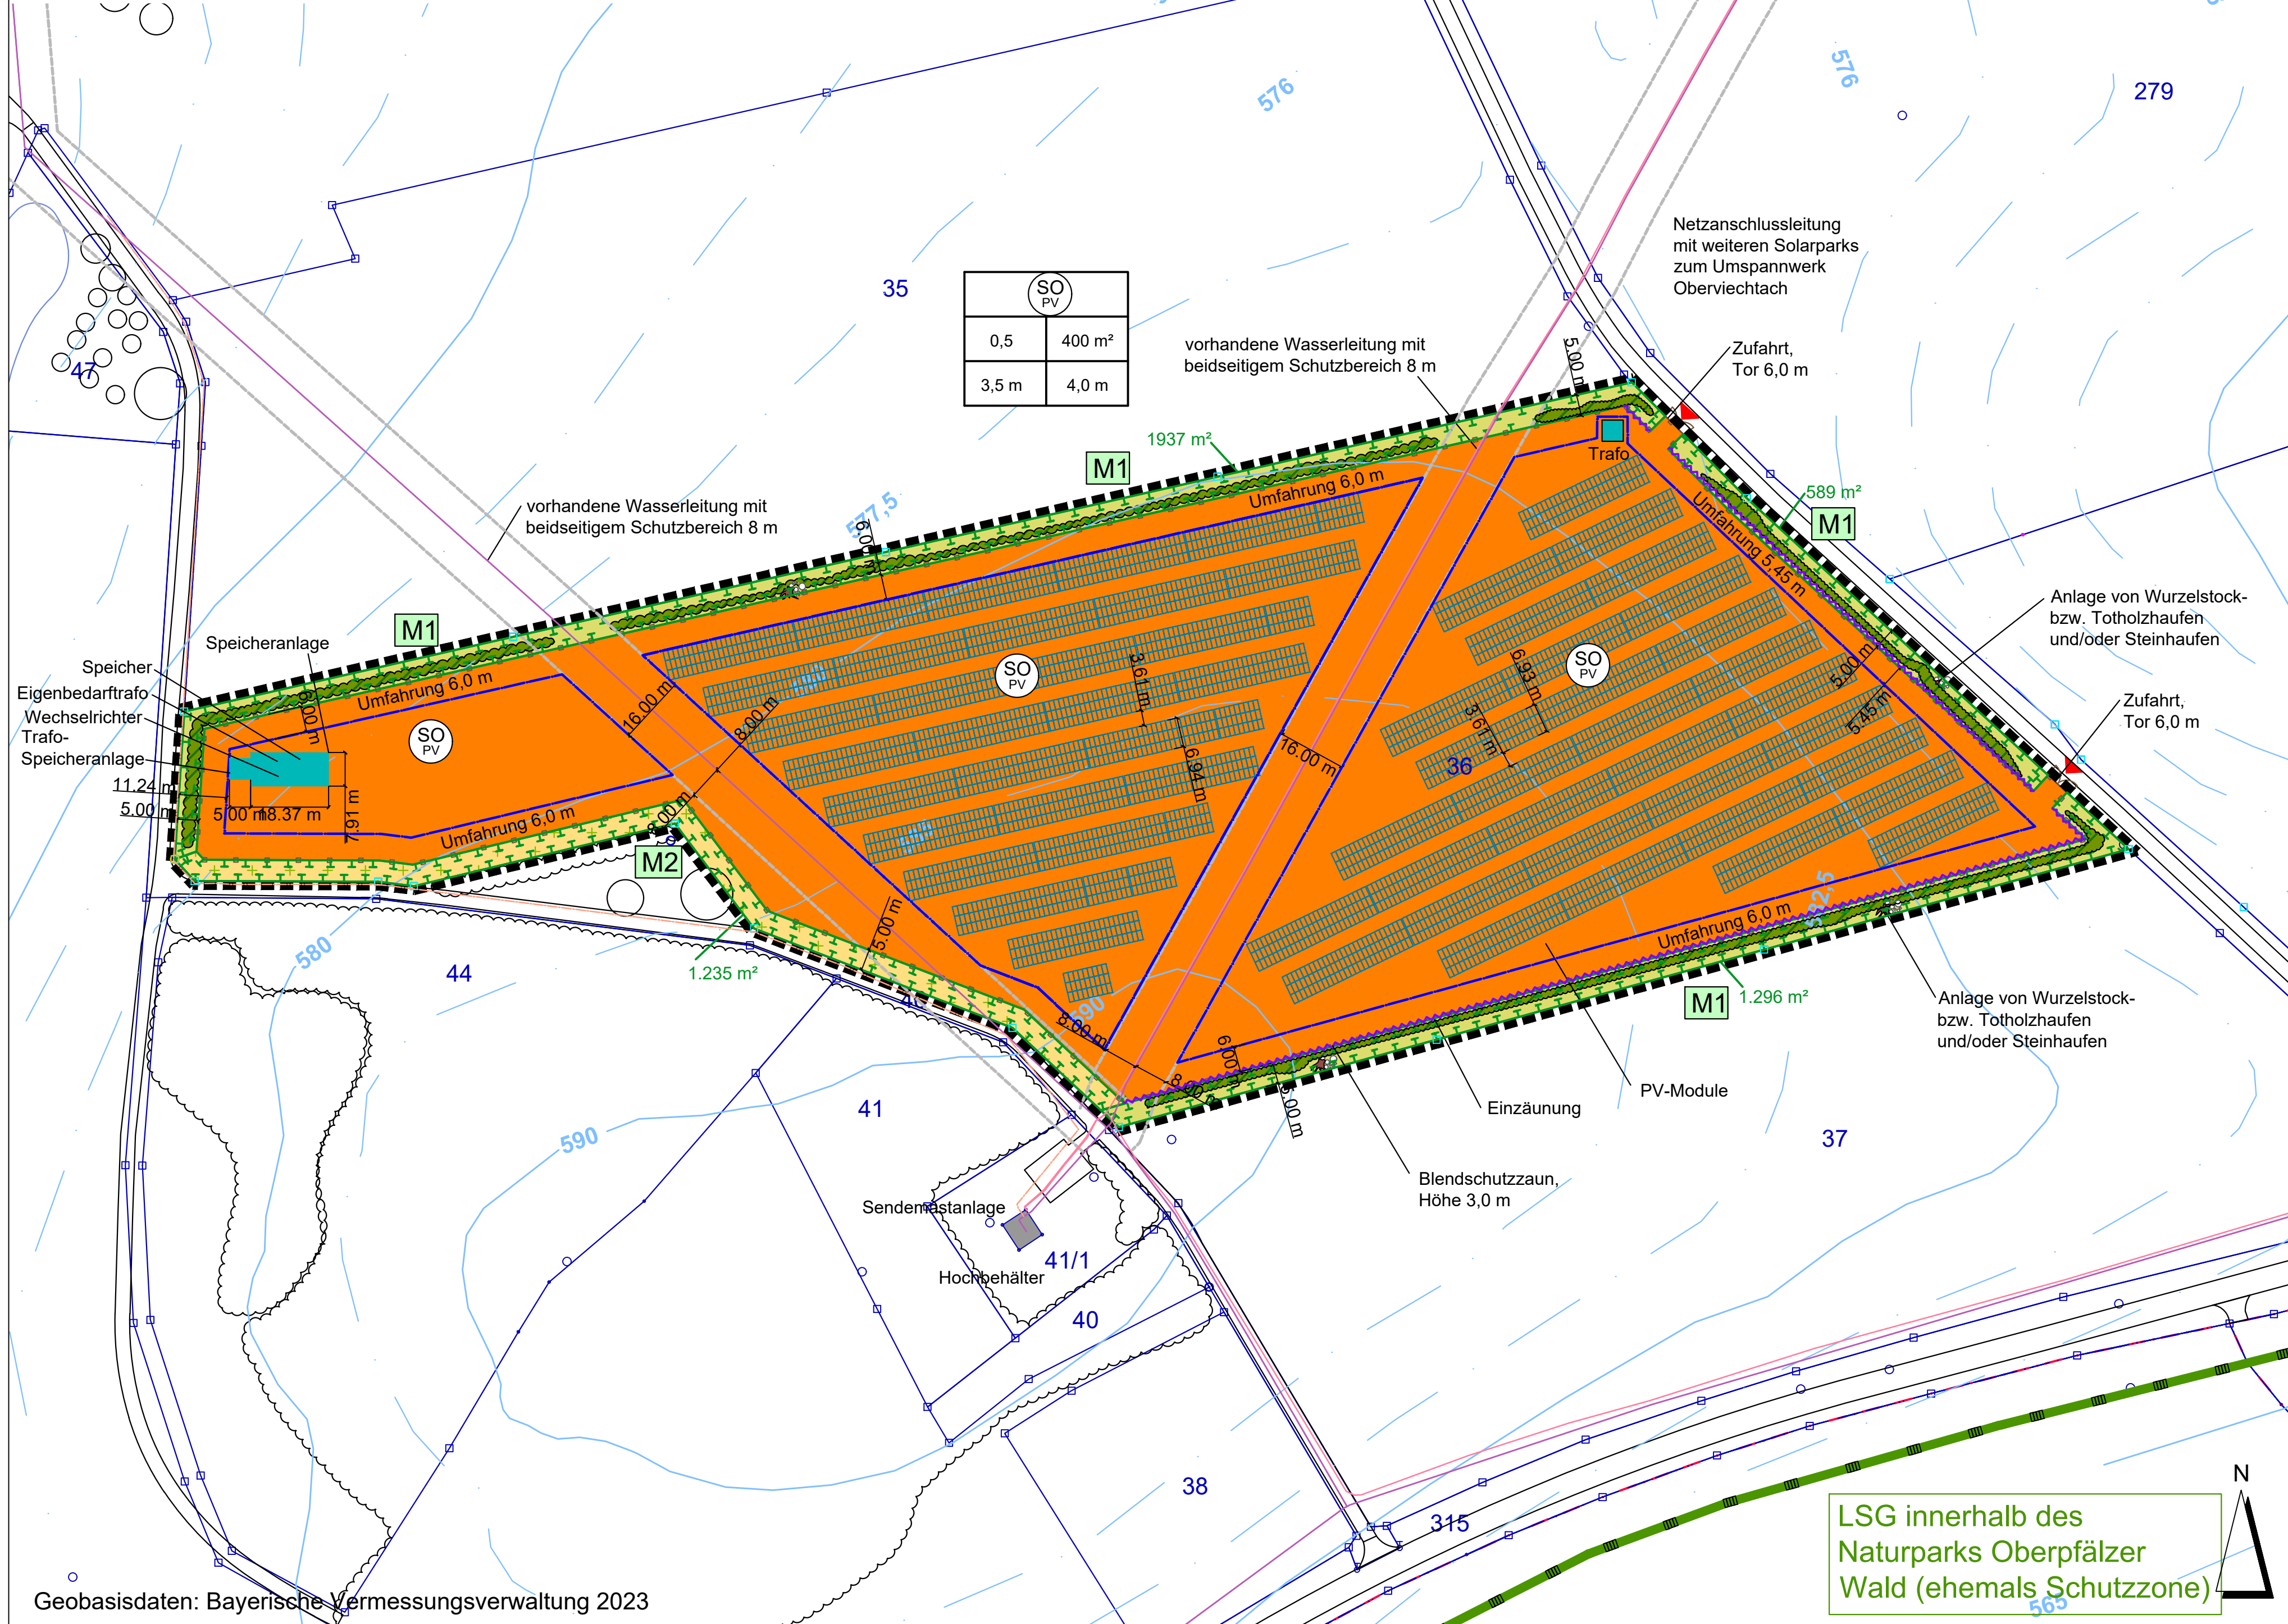 576
576
279
Netzanschlussleitung
mit weiteren Solarparks
zum Umspannwerk
Oberviechtach
35
SO
PV
0,5 400 m²
3,5 m 4,0 m
vorhandene Wasserleitung mit
beidseitigem Schutzbereich 8 m
5.00 m
Zufahrt,
Tor 6,0 m
47
1937 m²
M1
Trafo
Umfahrung 6,0 m
589 m²
M1
Umfahrung 5,45 m
vorhandene Wasserleitung mit
beidseitigem Schutzbereich 8 m
577,5
6.00 m
Anlage von Wurzelstock-
bzw. Totholzhaufen
und/oder Steinhaufen
M1
Speicheranlage
Speicher
Eigenbedarftrafo
Wechselrichter
Trafo-
Speicheranlage
Umfahrung 6,0 m
6.00 m
SO
PV
16.00 m
8.00 m
SO
PV
3.61 m
6.94 m
SO
PV
6.93 m
3.61 m
5.00 m
5.45 m
Zufahrt,
Tor 6,0 m
16.00 m
36
11.24 m
5.00 m
5.00 m
18.37 m
7.91 m
Umfahrung 6,0 m
8.00 m
M2
1.235 m²
5.00 m
580
44
Umfahrung 6,0 m
M1
1.296 m²
Anlage von Wurzelstock-
bzw. Totholzhaufen
und/oder Steinhaufen
590
8.00 m
6.00 m
5.00 m
PV-Module
Einzäunung
Blendschutzzaun,
Höhe 3,0 m
37
41
590
Sendemastanlage
41/1
Hochbehälter
40
38
315
N
LSG innerhalb des
Naturparks Oberpfälzer
Wald (ehemals Schutzzone)
565
Geobasisdaten: Bayerische Vermessungsverwaltung 2023